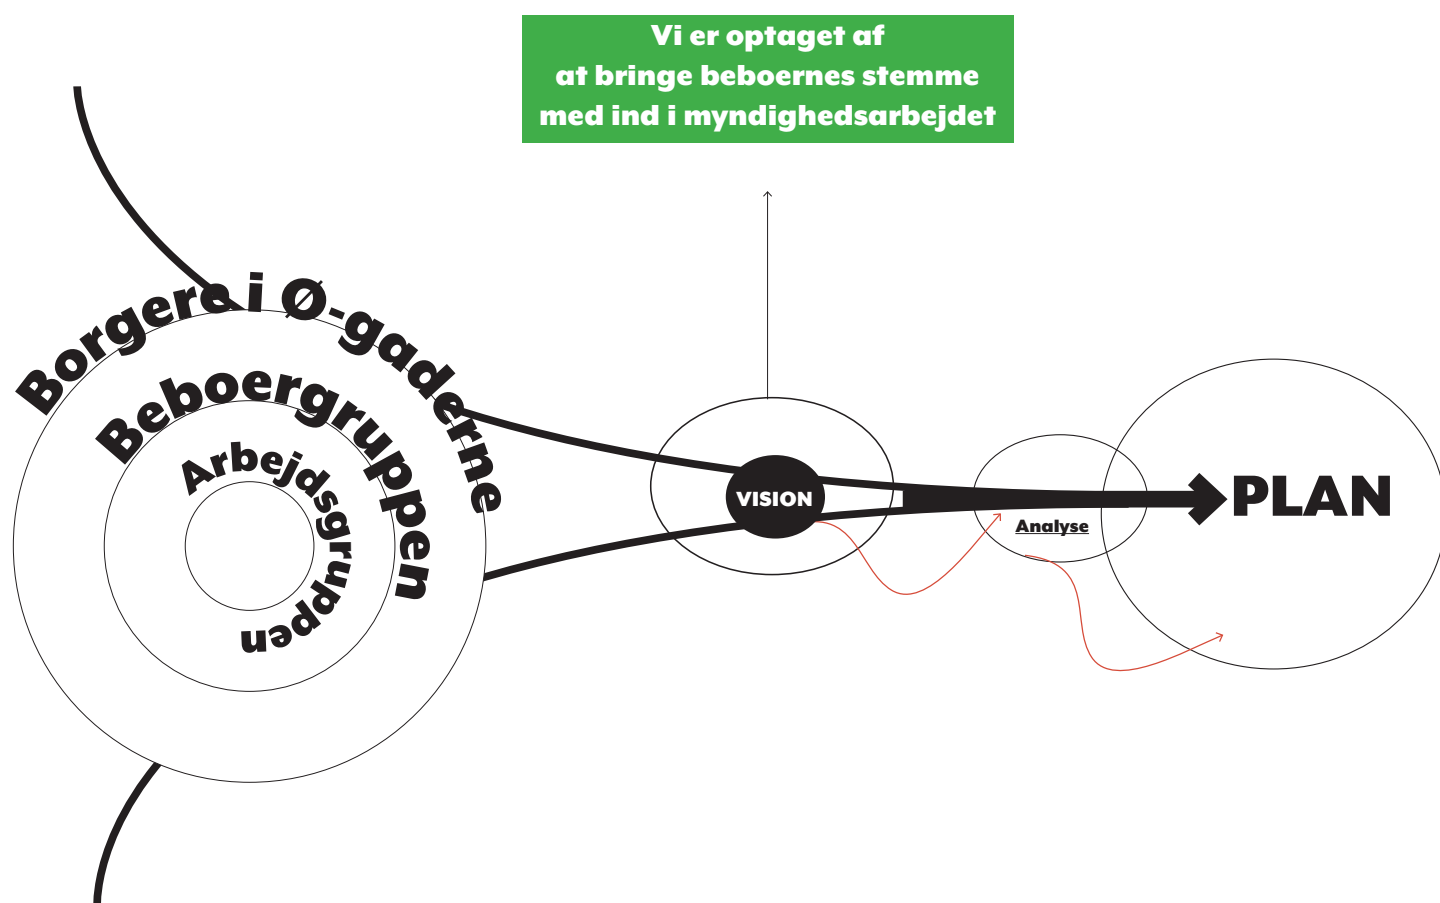 Vi er optaget af
at bringe beboernes stemme
med ind i myndighedsarbejdet
Borgere i Ø-gaderne
Beboergruppen
Arbejdsgruppen
VISION
Analyse
PLAN